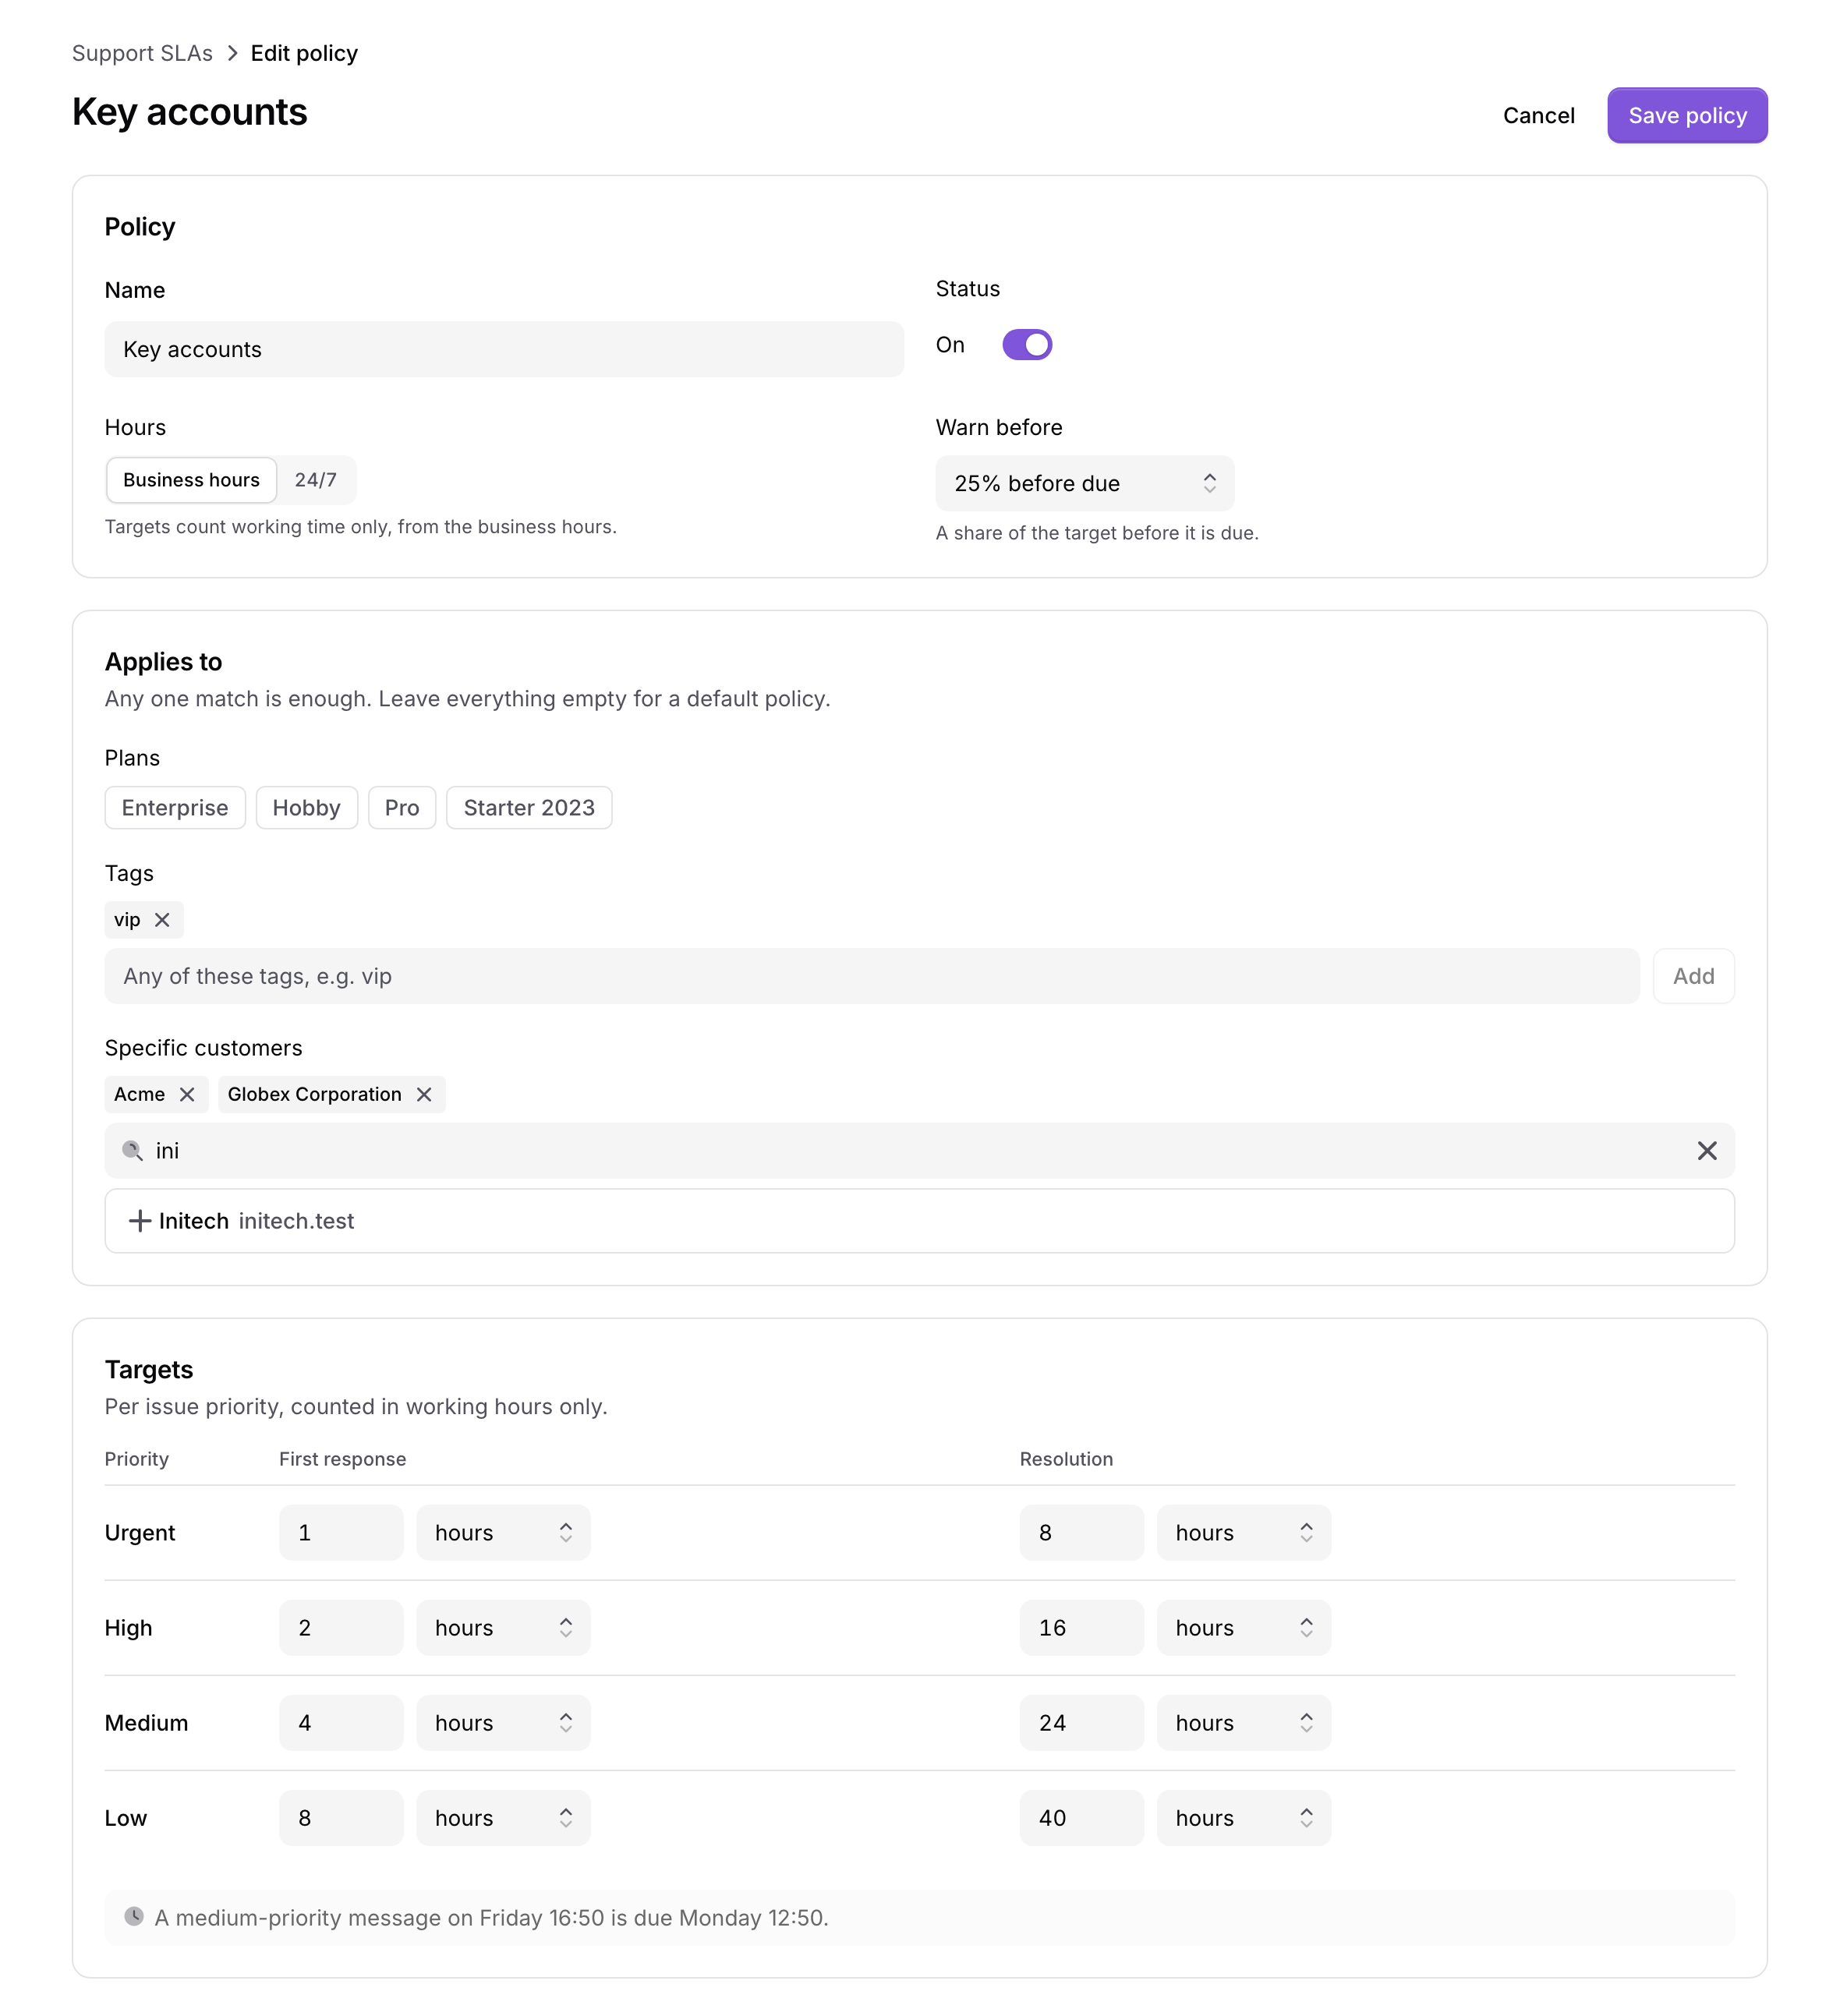 Support SLAs > Edit policy
Key accounts
Cancel
Save policy
Policy
Name
Key accounts
Status
On
Hours
Business hours 24/7
Targets count working time only, from the business hours.
Warn before
25% before due
A share of the target before it is due.
Applies to
Any one match is enough. Leave everything empty for a default policy.
Plans
Enterprise Hobby Pro Starter 2023
Tags
vip
Any of these tags, e.g. vip
Add
Specific customers
Acme Globex Corporation
ini
Initech initech.test
Targets
Per issue priority, counted in working hours only.
Priority First response Resolution
Urgent 1 hours 8 hours
High 2 hours 16 hours
Medium 4 hours 24 hours
Low 8 hours 40 hours
A medium-priority message on Friday 16:50 is due Monday 12:50.